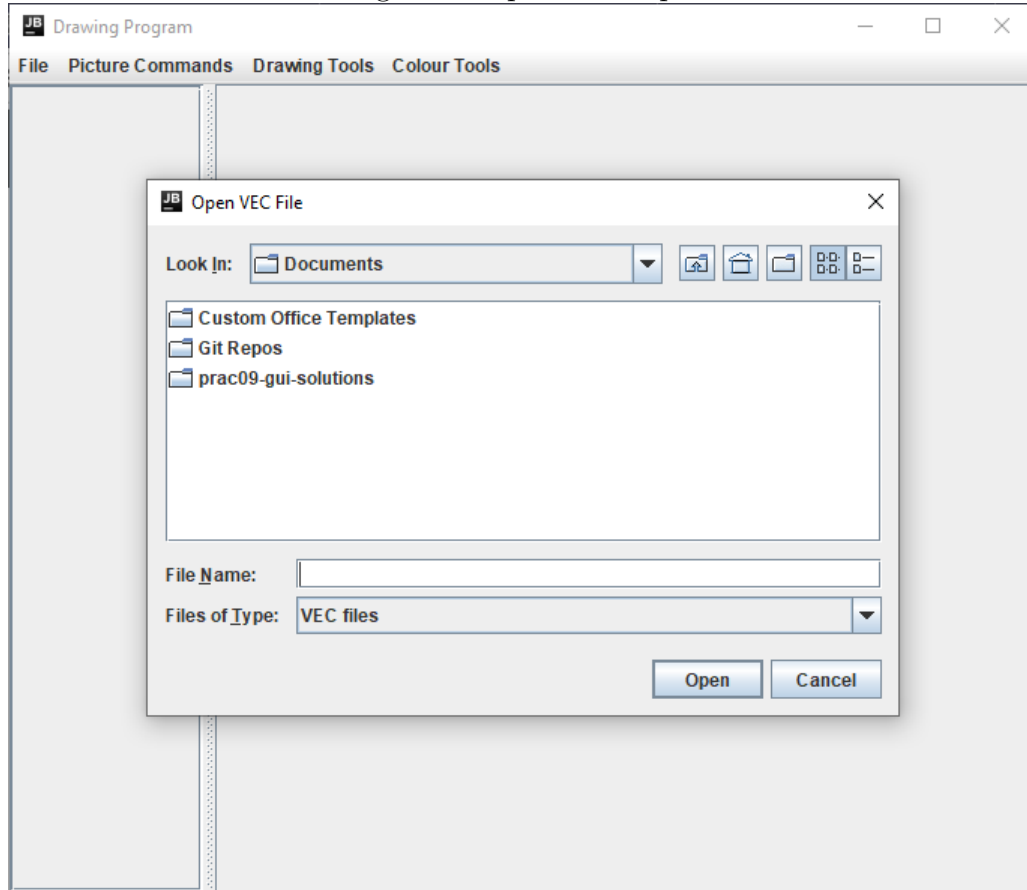 JB Drawing Program
File Picture Commands Drawing Tools Colour Tools
JB Open VEC File
Look In: Documents
Custom Office Templates
Git Repos
prac09-gui-solutions
File Name:
Files of Type: VEC files
Open Cancel